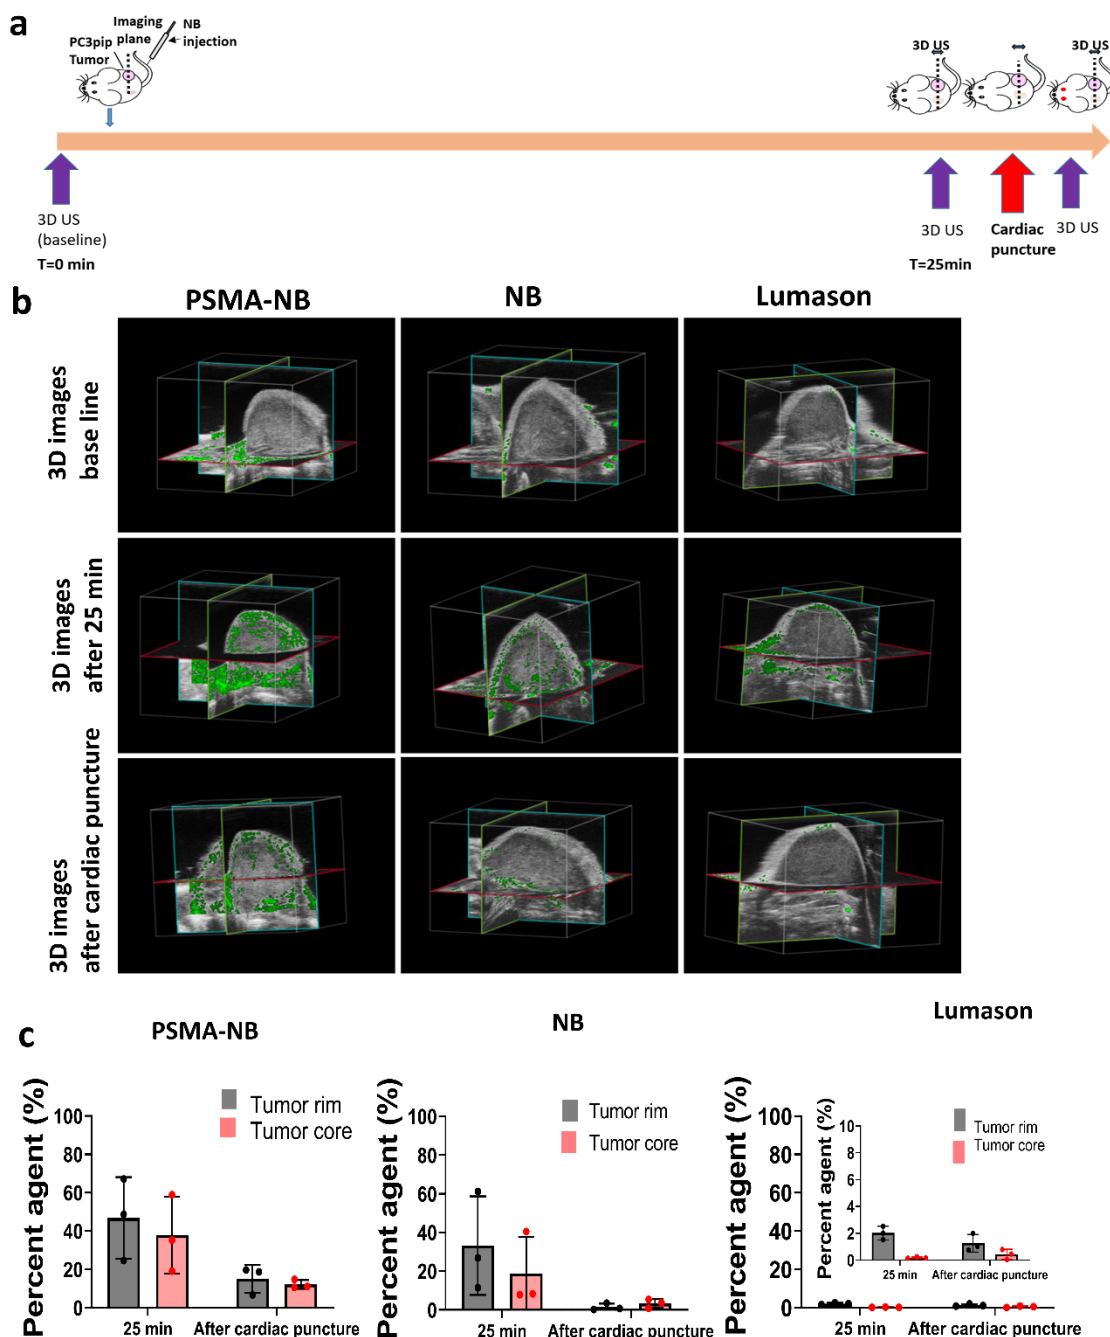 a
Imaging
plane
NB
injection
PC3pip
Tumor
3D US
3D US
3D US
(baseline)
T=0 min
3D US
T=25min
Cardiac
puncture
3D US
b
PSMA-NB
NB
Lumason
3D images
base line
3D images
after 25 min
3D images
after cardiac puncture
c
PSMA-NB
Percent agent (%)
100
80
60
40
20
0
Tumor rim
Tumor core
25 min
After cardiac puncture
NB
Percent agent (%)
100
80
60
40
20
0
Tumor rim
Tumor core
25 min
After cardiac puncture
Lumason
Percent agent (%)
100
80
60
40
20
0
Percent agent (%)
10
8
6
4
2
0
Tumor rim
Tumor core
25 min
After cardiac puncture
25 min
After cardiac puncture